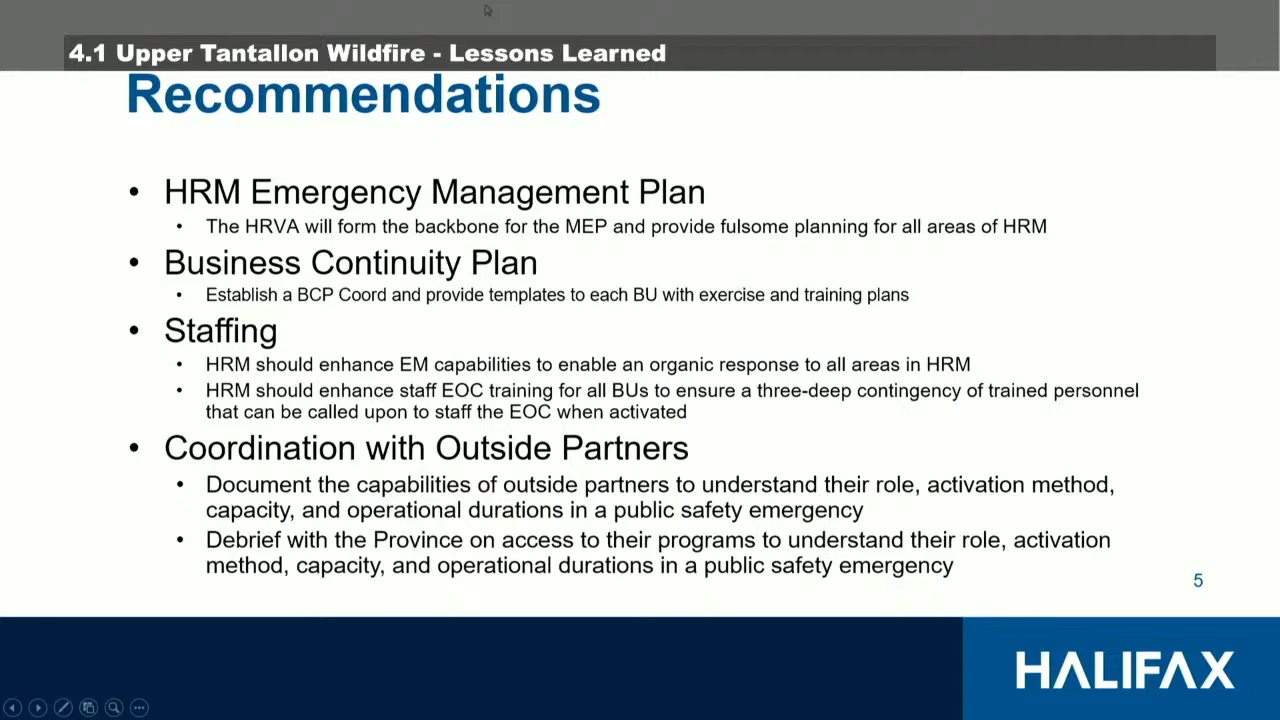 4.1 Upper Tantallon Wildfire - Lessons Learned
Recommendations
• HRM Emergency Management Plan
• The HRVA will form the backbone for the MEP and provide fulsome planning for all areas of HRM
• Business Continuity Plan
• Establish a BCP Coord and provide templates to each BU with exercise and training plans
• Staffing
• HRM should enhance EM capabilities to enable an organic response to all areas in HRM
• HRM should enhance staff EOC training for all BUs to ensure a three-deep contingency of trained personnel
that can be called upon to staff the EOC when activated
• Coordination with Outside Partners
• Document the capabilities of outside partners to understand their role, activation method,
capacity, and operational durations in a public safety emergency
• Debrief with the Province on access to their programs to understand their role, activation
method, capacity, and operational durations in a public safety emergency
5
HALIFAX